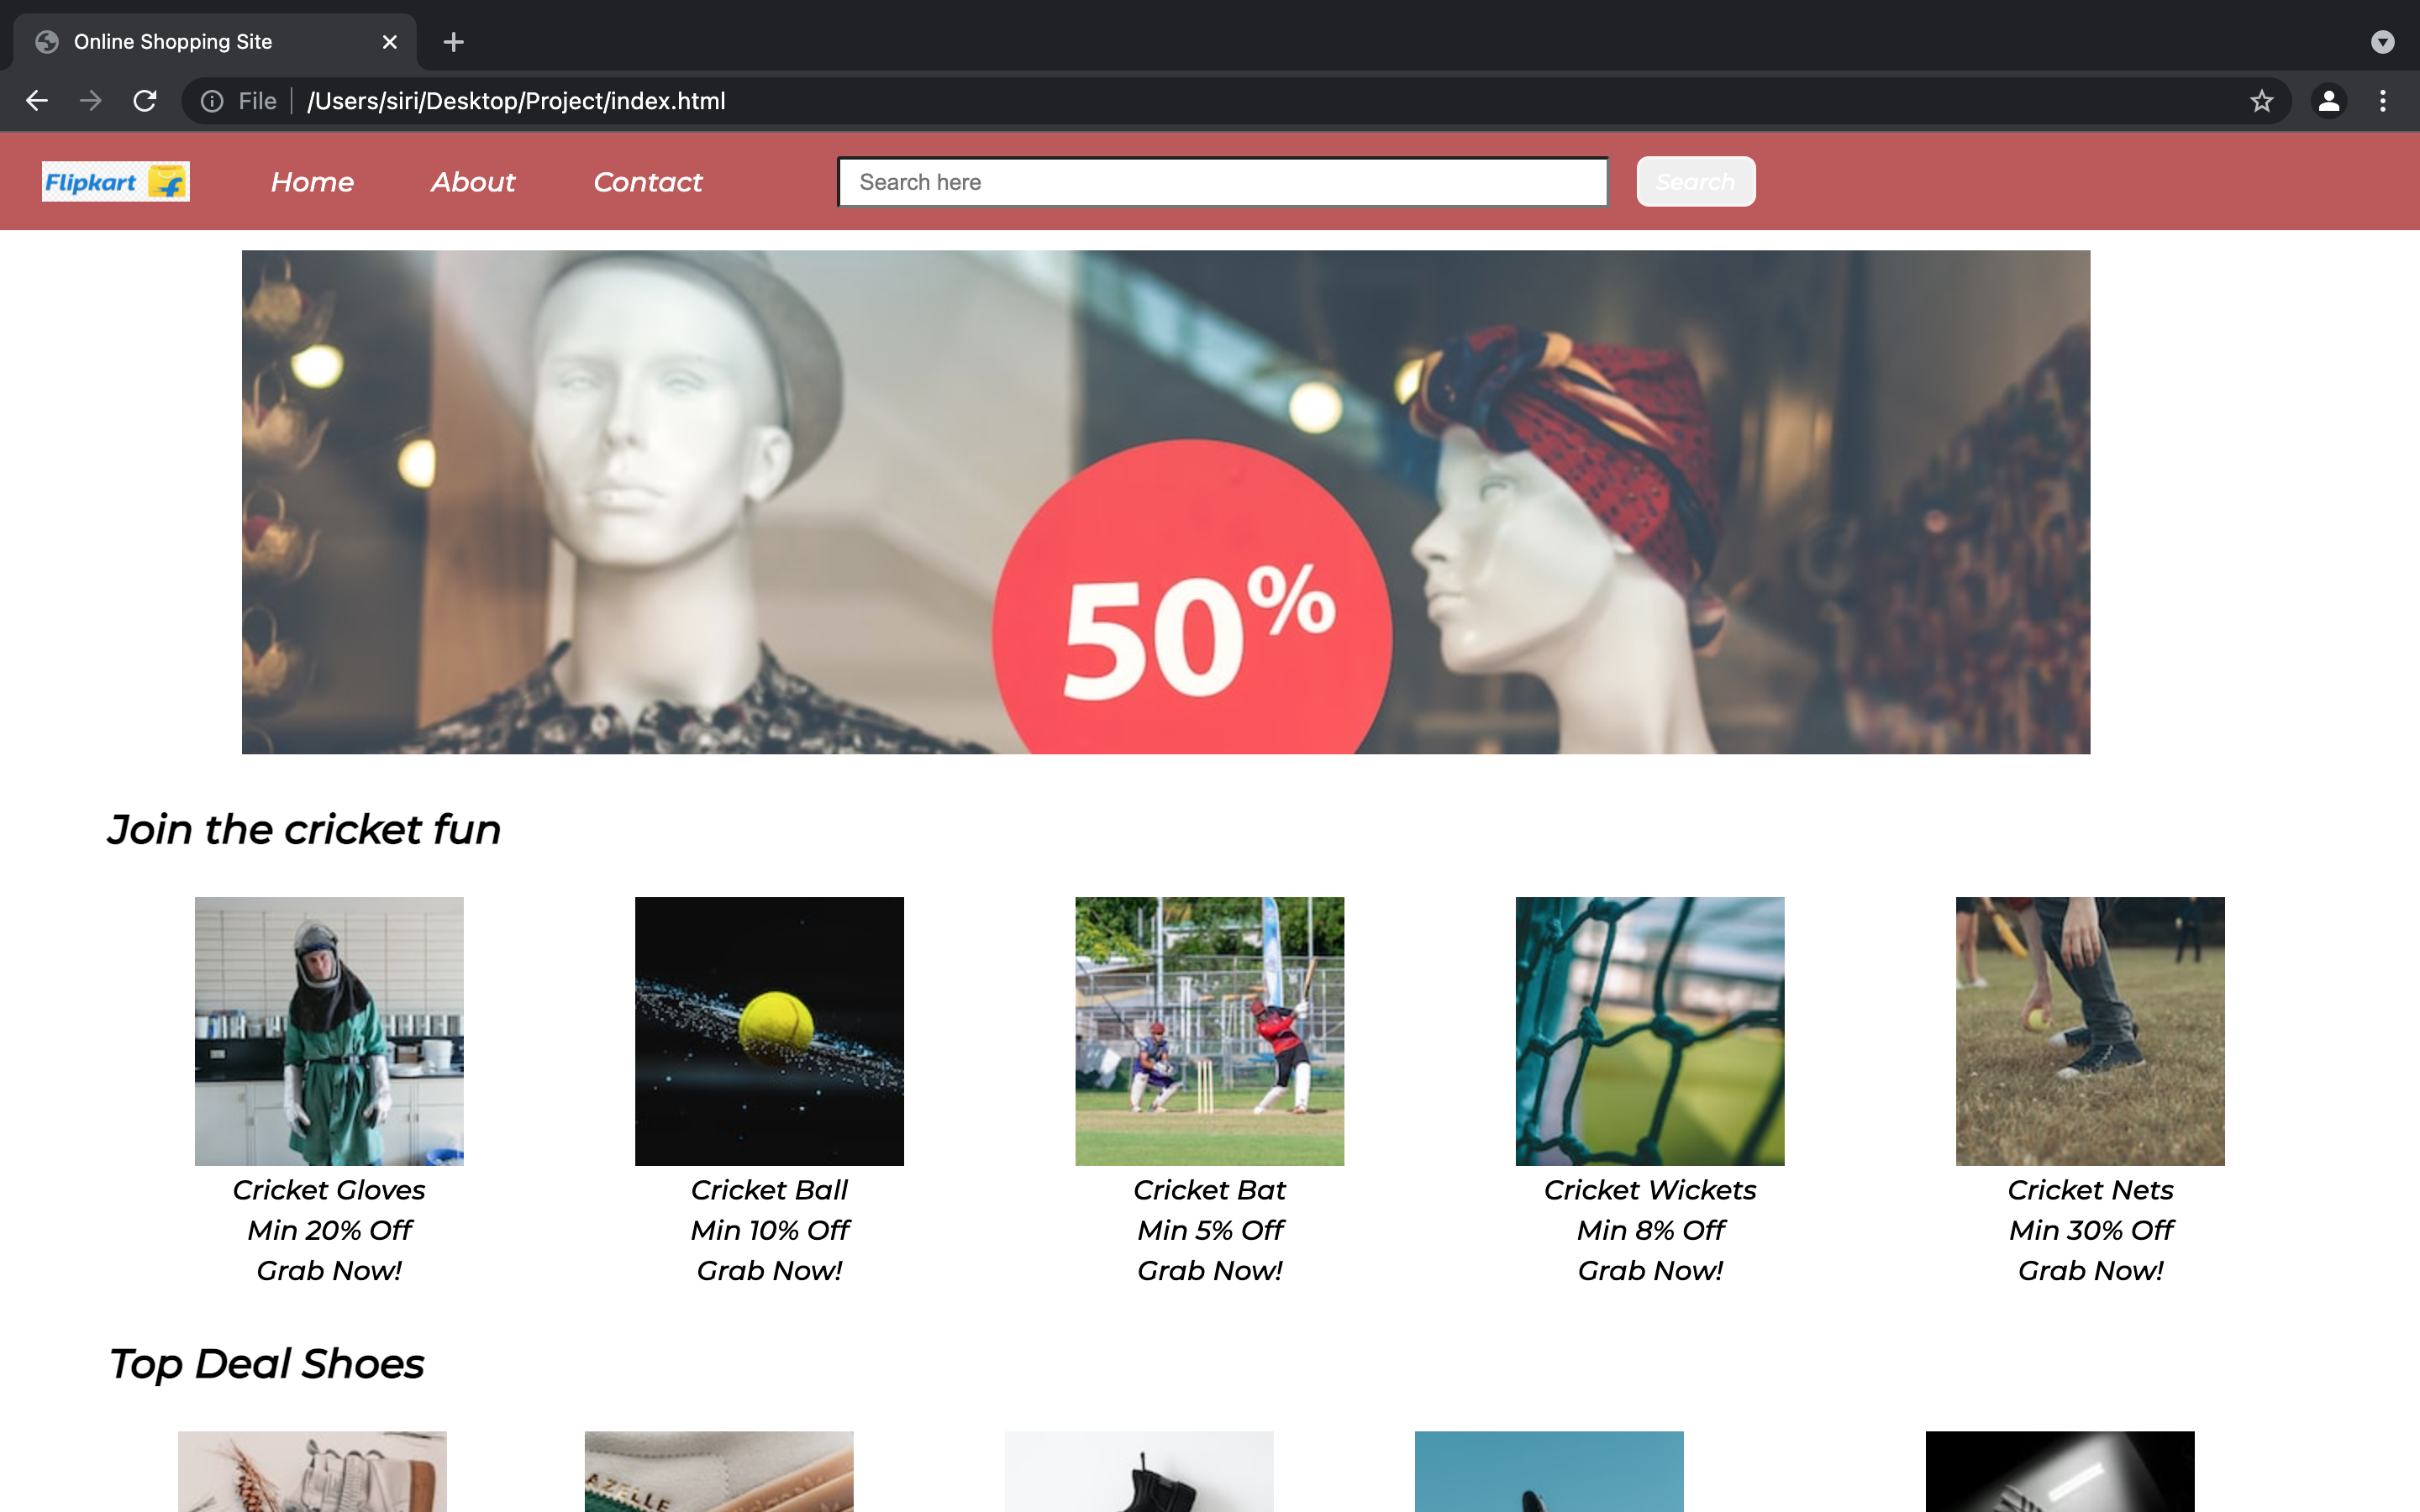 Online Shopping Site
File /Users/siri/Desktop/Project/index.html
Flipkart f Home About Contact Search here Search
50%
Join the cricket fun
Cricket Gloves Cricket Ball Cricket Bat Cricket Wickets Cricket Nets
Min 20% Off Min 10% Off Min 5% Off Min 8% Off Min 30% Off
Grab Now! Grab Now! Grab Now! Grab Now! Grab Now!
Top Deal Shoes
AZELLE